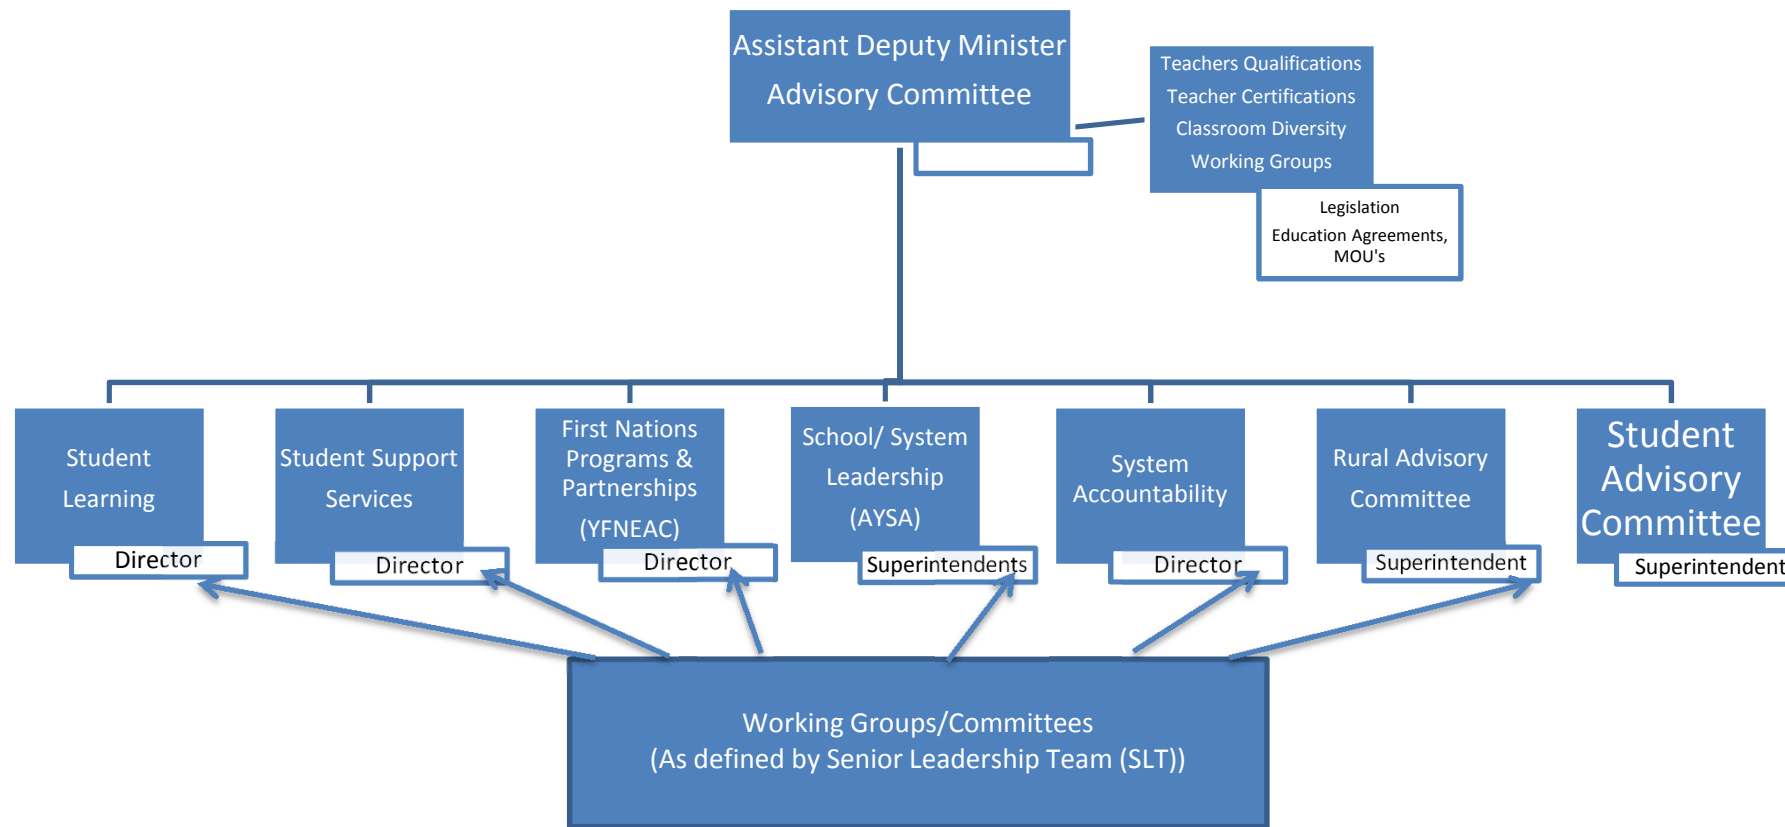 Assistant Deputy Minister
Advisory Committee
Teachers Qualifications
Teacher Certifications
Classroom Diversity
Working Groups
Legislation
Education Agreements,
MOU's
Student
Learning
Director
Student Support
Services
Director
First Nations
Programs &
Partnerships
(YFNEAC)
Director
School/ System
Leadership
(AYSA)
Superintendents
System
Accountability
Director
Rural Advisory
Committee
Superintendent
Student
Advisory
Committee
Superintendent
Working Groups/Committees
(As defined by Senior Leadership Team (SLT))